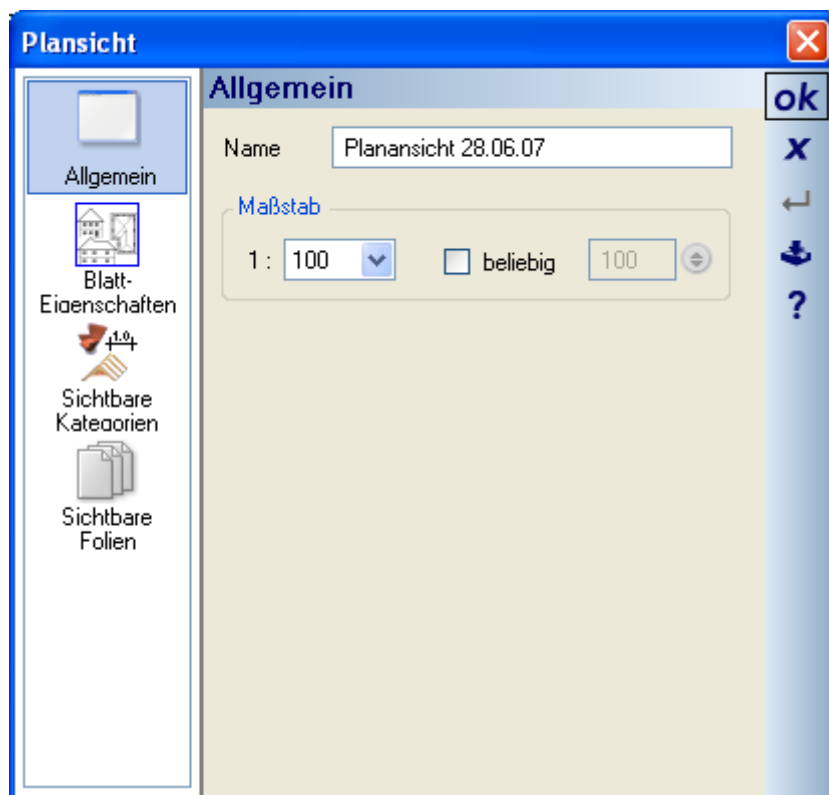 Plansicht
Allgemein
Blatt-
Eigenschaften
Sichtbare
Kategorien
Sichtbare
Folien
Allgemein
Name Planansicht 28.06.07
Maßstab
1 : 100 beliebig 100
ok
x
?
1.0